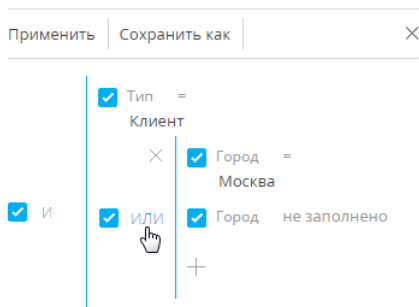 Применить Сохранить как
Тип =
Клиент
Город =
Москва
И ИЛИ Город не заполнено